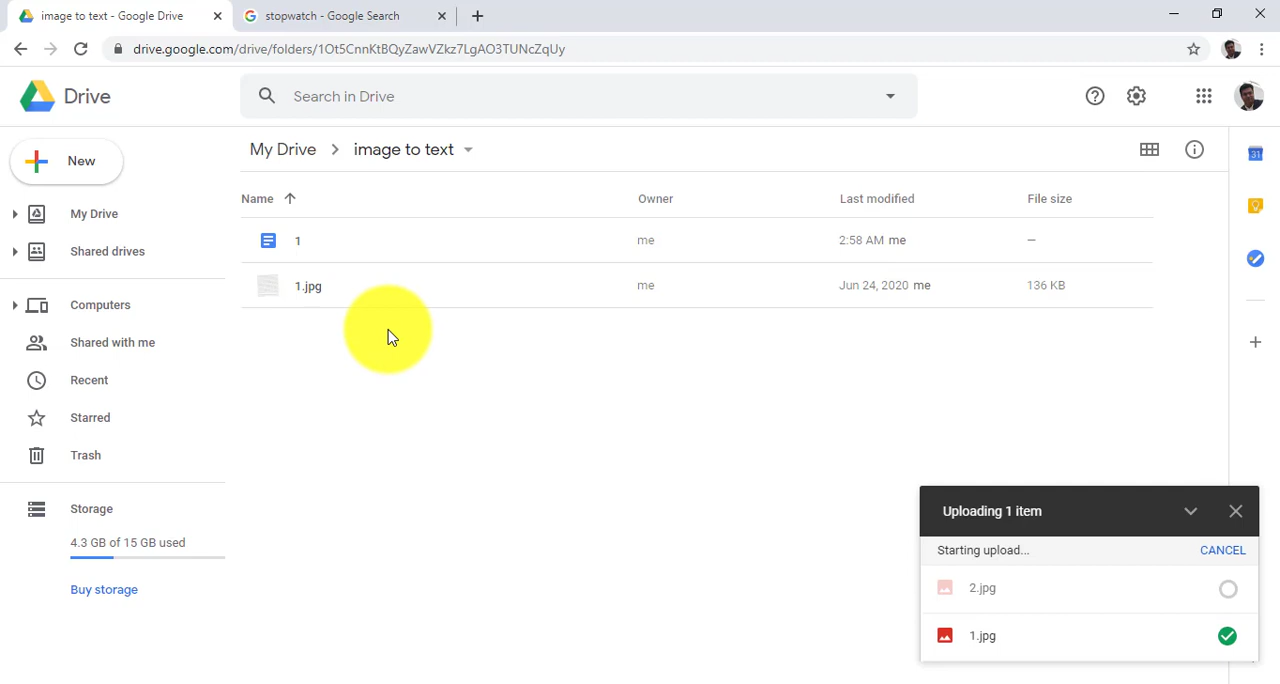 image to text - Google Drive
stopwatch - Google Search
drive.google.com/drive/folders/1Ot5CnnKtBQyZawVZkz7LgAO3TUNcZqUy
Drive
Search in Drive
New
My Drive
Shared drives
Computers
Shared with me
Recent
Starred
Trash
Storage
4.3 GB of 15 GB used
Buy storage
My Drive > image to text
Name Owner Last modified File size
1 me 2:58 AM me —
1.jpg me Jun 24, 2020 me 136 KB
31
Uploading 1 item
Starting upload... CANCEL
2.jpg
1.jpg